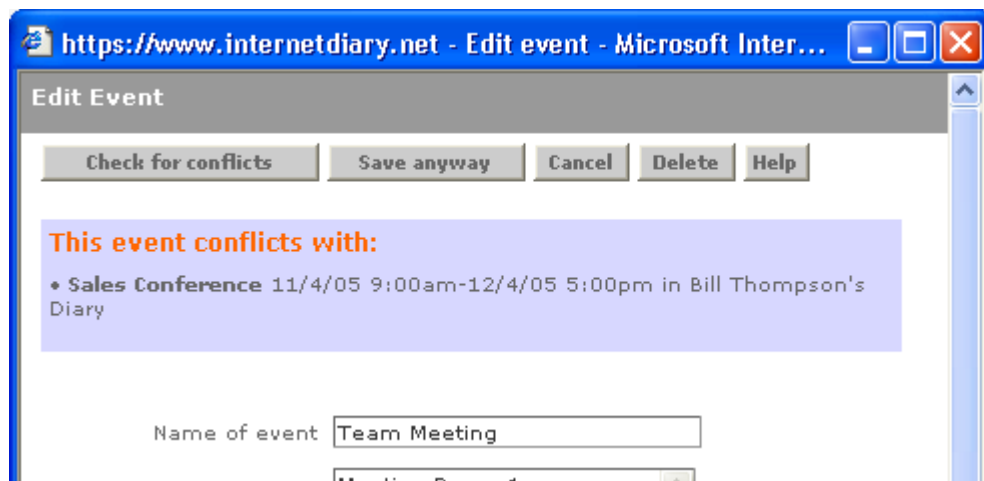 https://www.internetdiary.net - Edit event - Microsoft Inter...
Edit Event
Check for conflicts Save anyway Cancel Delete Help
This event conflicts with:
• Sales Conference 11/4/05 9:00am-12/4/05 5:00pm in Bill Thompson's
Diary
Name of event Team Meeting